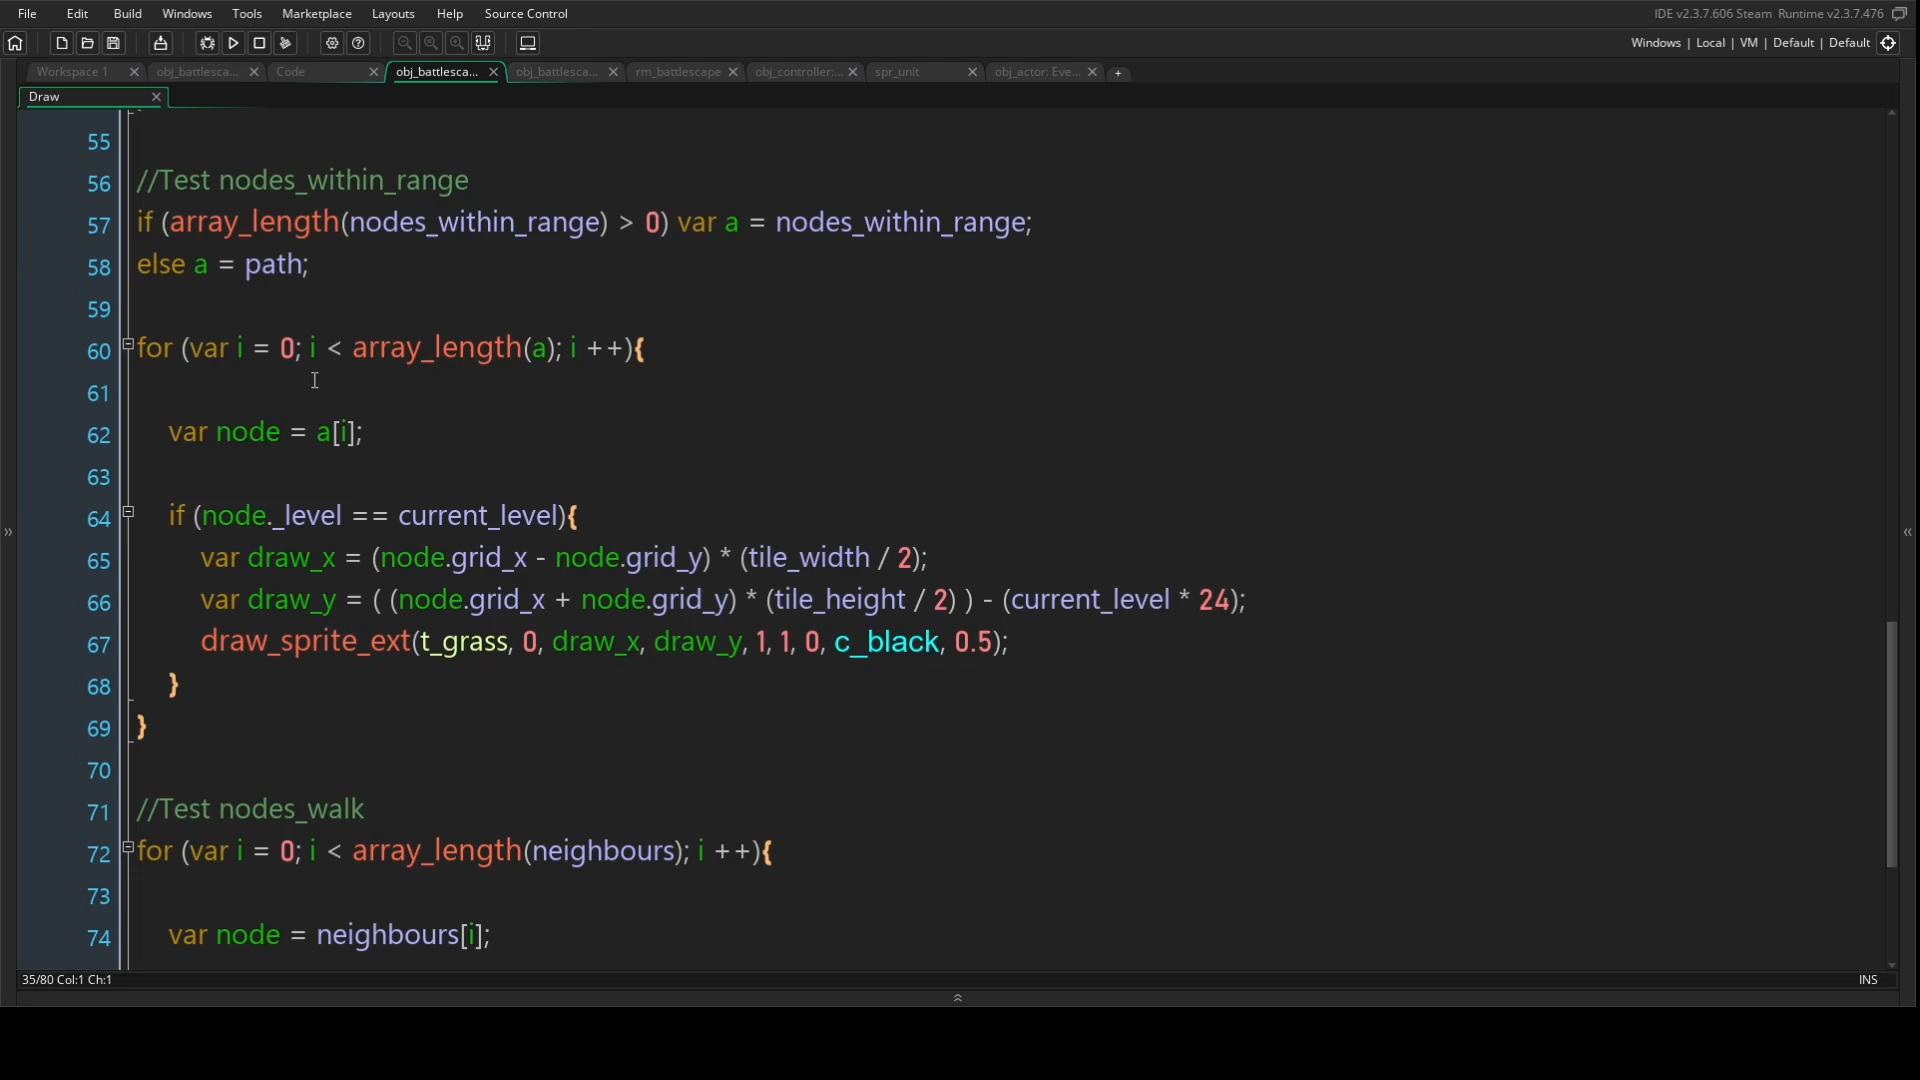 File Edit Build Windows Tools Marketplace Layouts Help Source Control IDE v2.3.7.606 Steam Runtime v2.3.7.476
Windows | Local | VM | Default | Default
Workspace 1 obj_battlesca... Code obj_battlesca... obj_battlesca... rm_battlescape obj_controller:... spr_unit obj_actor: Eve... +
Draw
55
56 //Test nodes_within_range
57 if (array_length(nodes_within_range) > 0) var a = nodes_within_range;
58 else a = path;
59
60 for (var i = 0; i < array_length(a); i ++){
61
62 var node = a[i];
63
64 if (node._level == current_level){
65 var draw_x = (node.grid_x - node.grid_y) * (tile_width / 2);
66 var draw_y = ( (node.grid_x + node.grid_y) * (tile_height / 2) ) - (current_level * 24);
67 draw_sprite_ext(t_grass, 0, draw_x, draw_y, 1, 1, 0, c_black, 0.5);
68 }
69 }
70
71 //Test nodes_walk
72 for (var i = 0; i < array_length(neighbours); i ++){
73
74 var node = neighbours[i];
35/80 Col:1 Ch:1 INS